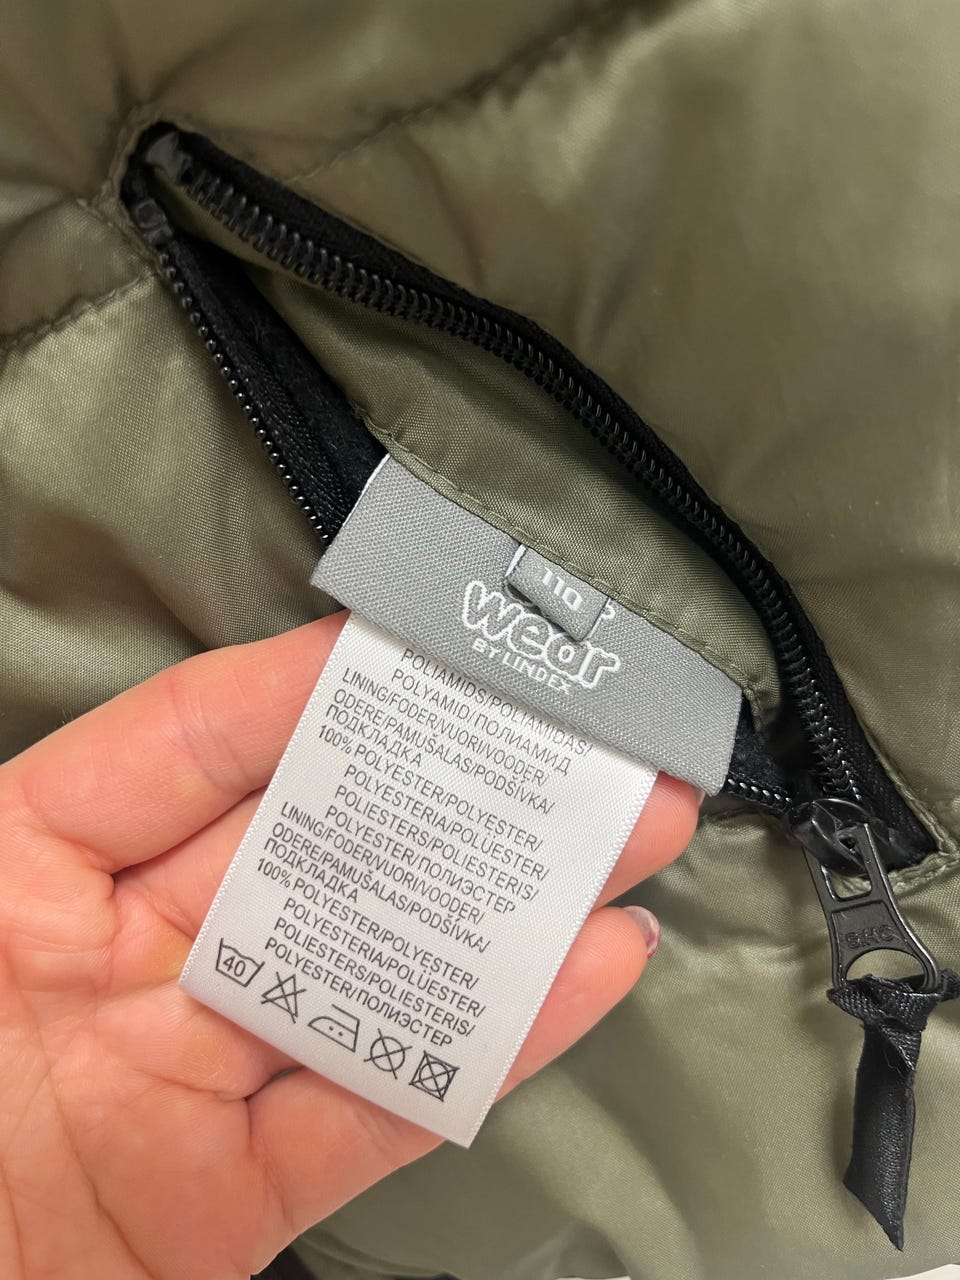 110
wear
BY LINDEX
POLIAMIDS/POLIAMIDAS/
POLYAMID/ПОЛИАМИД
LINING/FODER/VUORI/VOODER/
ODERE/PAMUŠALAS/PODŠÍVKA/
ПОДКЛАДКА
100% POLYESTER/POLYESTER/
POLYESTERIA/POLÜESTER/
POLIESTERS/POLIESTERIS/
POLYESTER/ПОЛИЭСТЕР
LINING/FODER/VUORI/VOODER/
ODERE/PAMUŠALAS/PODŠÍVKA/
ПОДКЛАДКА
100% POLYESTER/POLYESTER/
POLYESTERIA/POLÜESTER/
POLIESTERS/POLIESTERIS/
POLYESTER/ПОЛИЭСТЕР
40